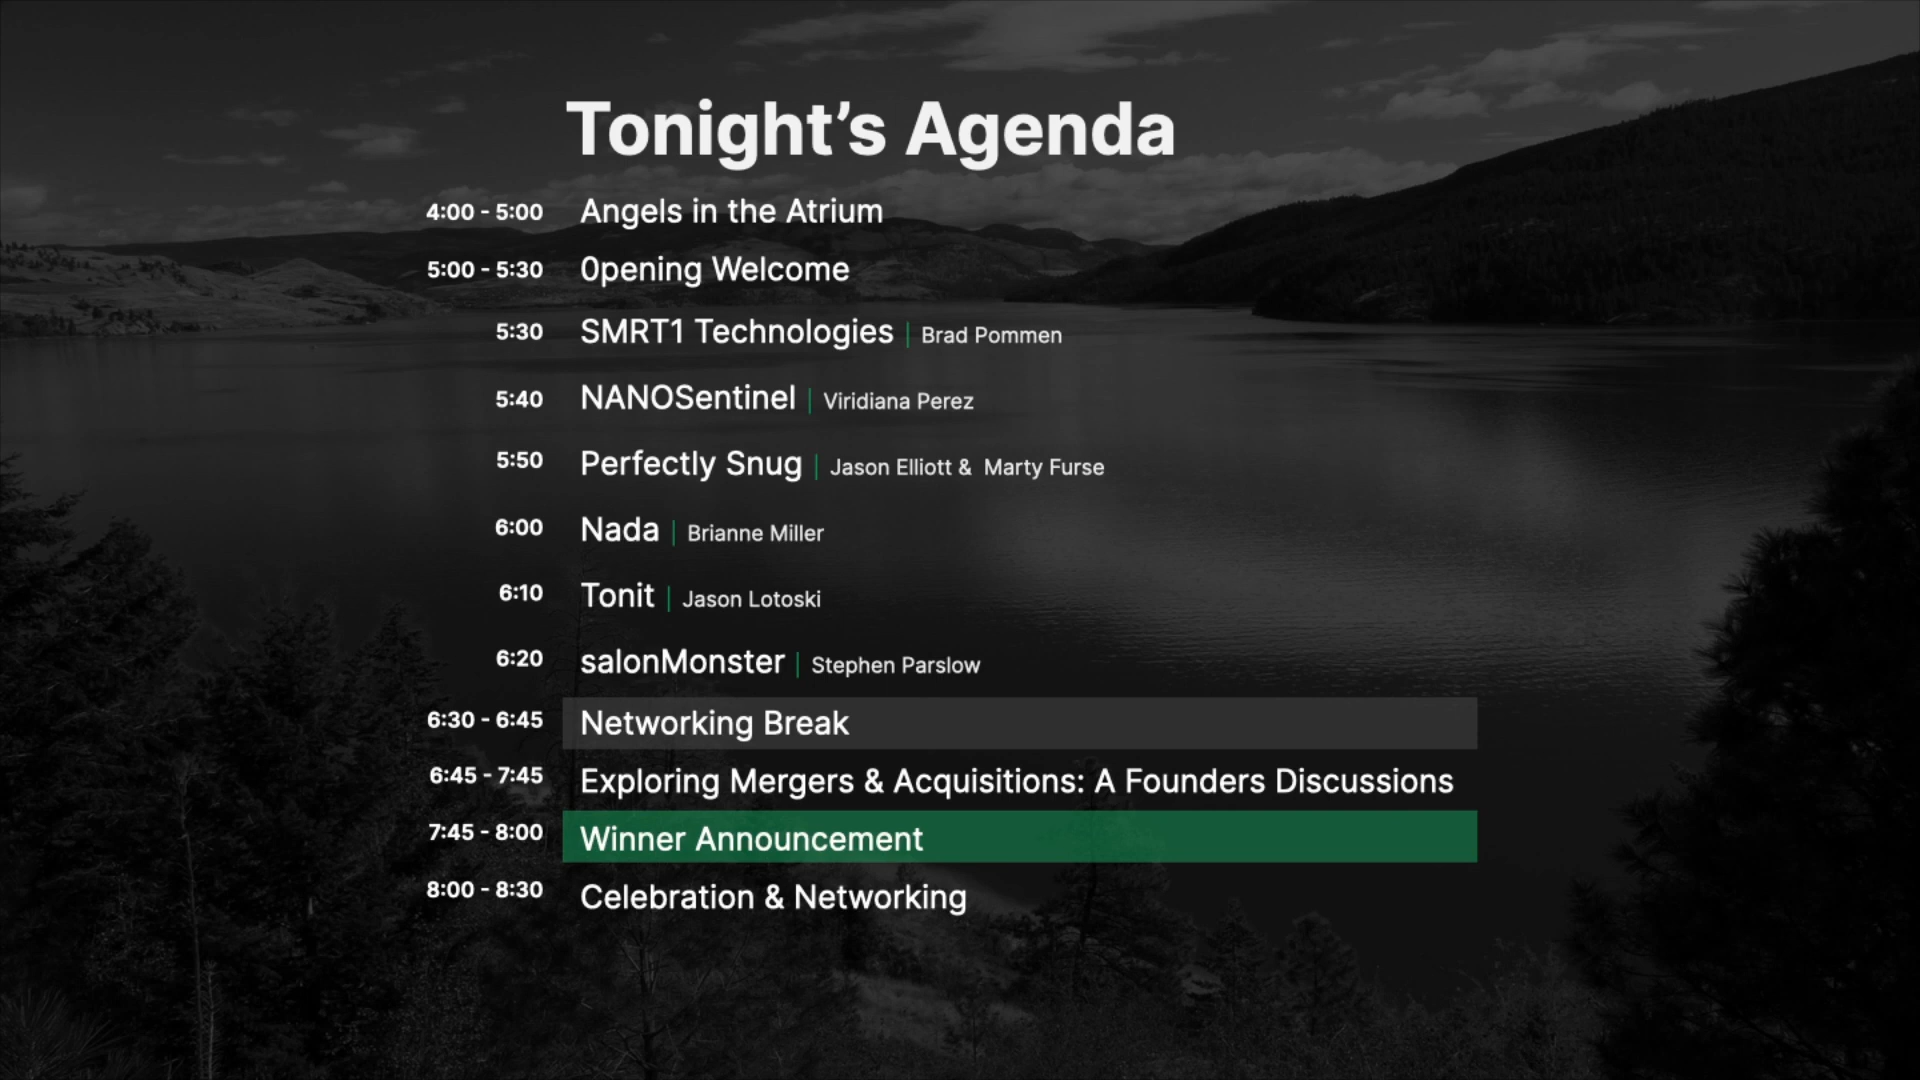 Tonight’s Agenda
4:00 - 5:00 Angels in the Atrium
5:00 - 5:30 0pening Welcome
5:30 SMRT1 Technologies | Brad Pommen
5:40 NANOSentinel | Viridiana Perez
5:50 Perfectly Snug | Jason Elliott & Marty Furse
6:00 Nada | Brianne Miller
6:10 Tonit | Jason Lotoski
6:20 salonMonster | Stephen Parslow
6:30 - 6:45 Networking Break
6:45 - 7:45 Exploring Mergers & Acquisitions: A Founders Discussions
7:45 - 8:00 Winner Announcement
8:00 - 8:30 Celebration & Networking